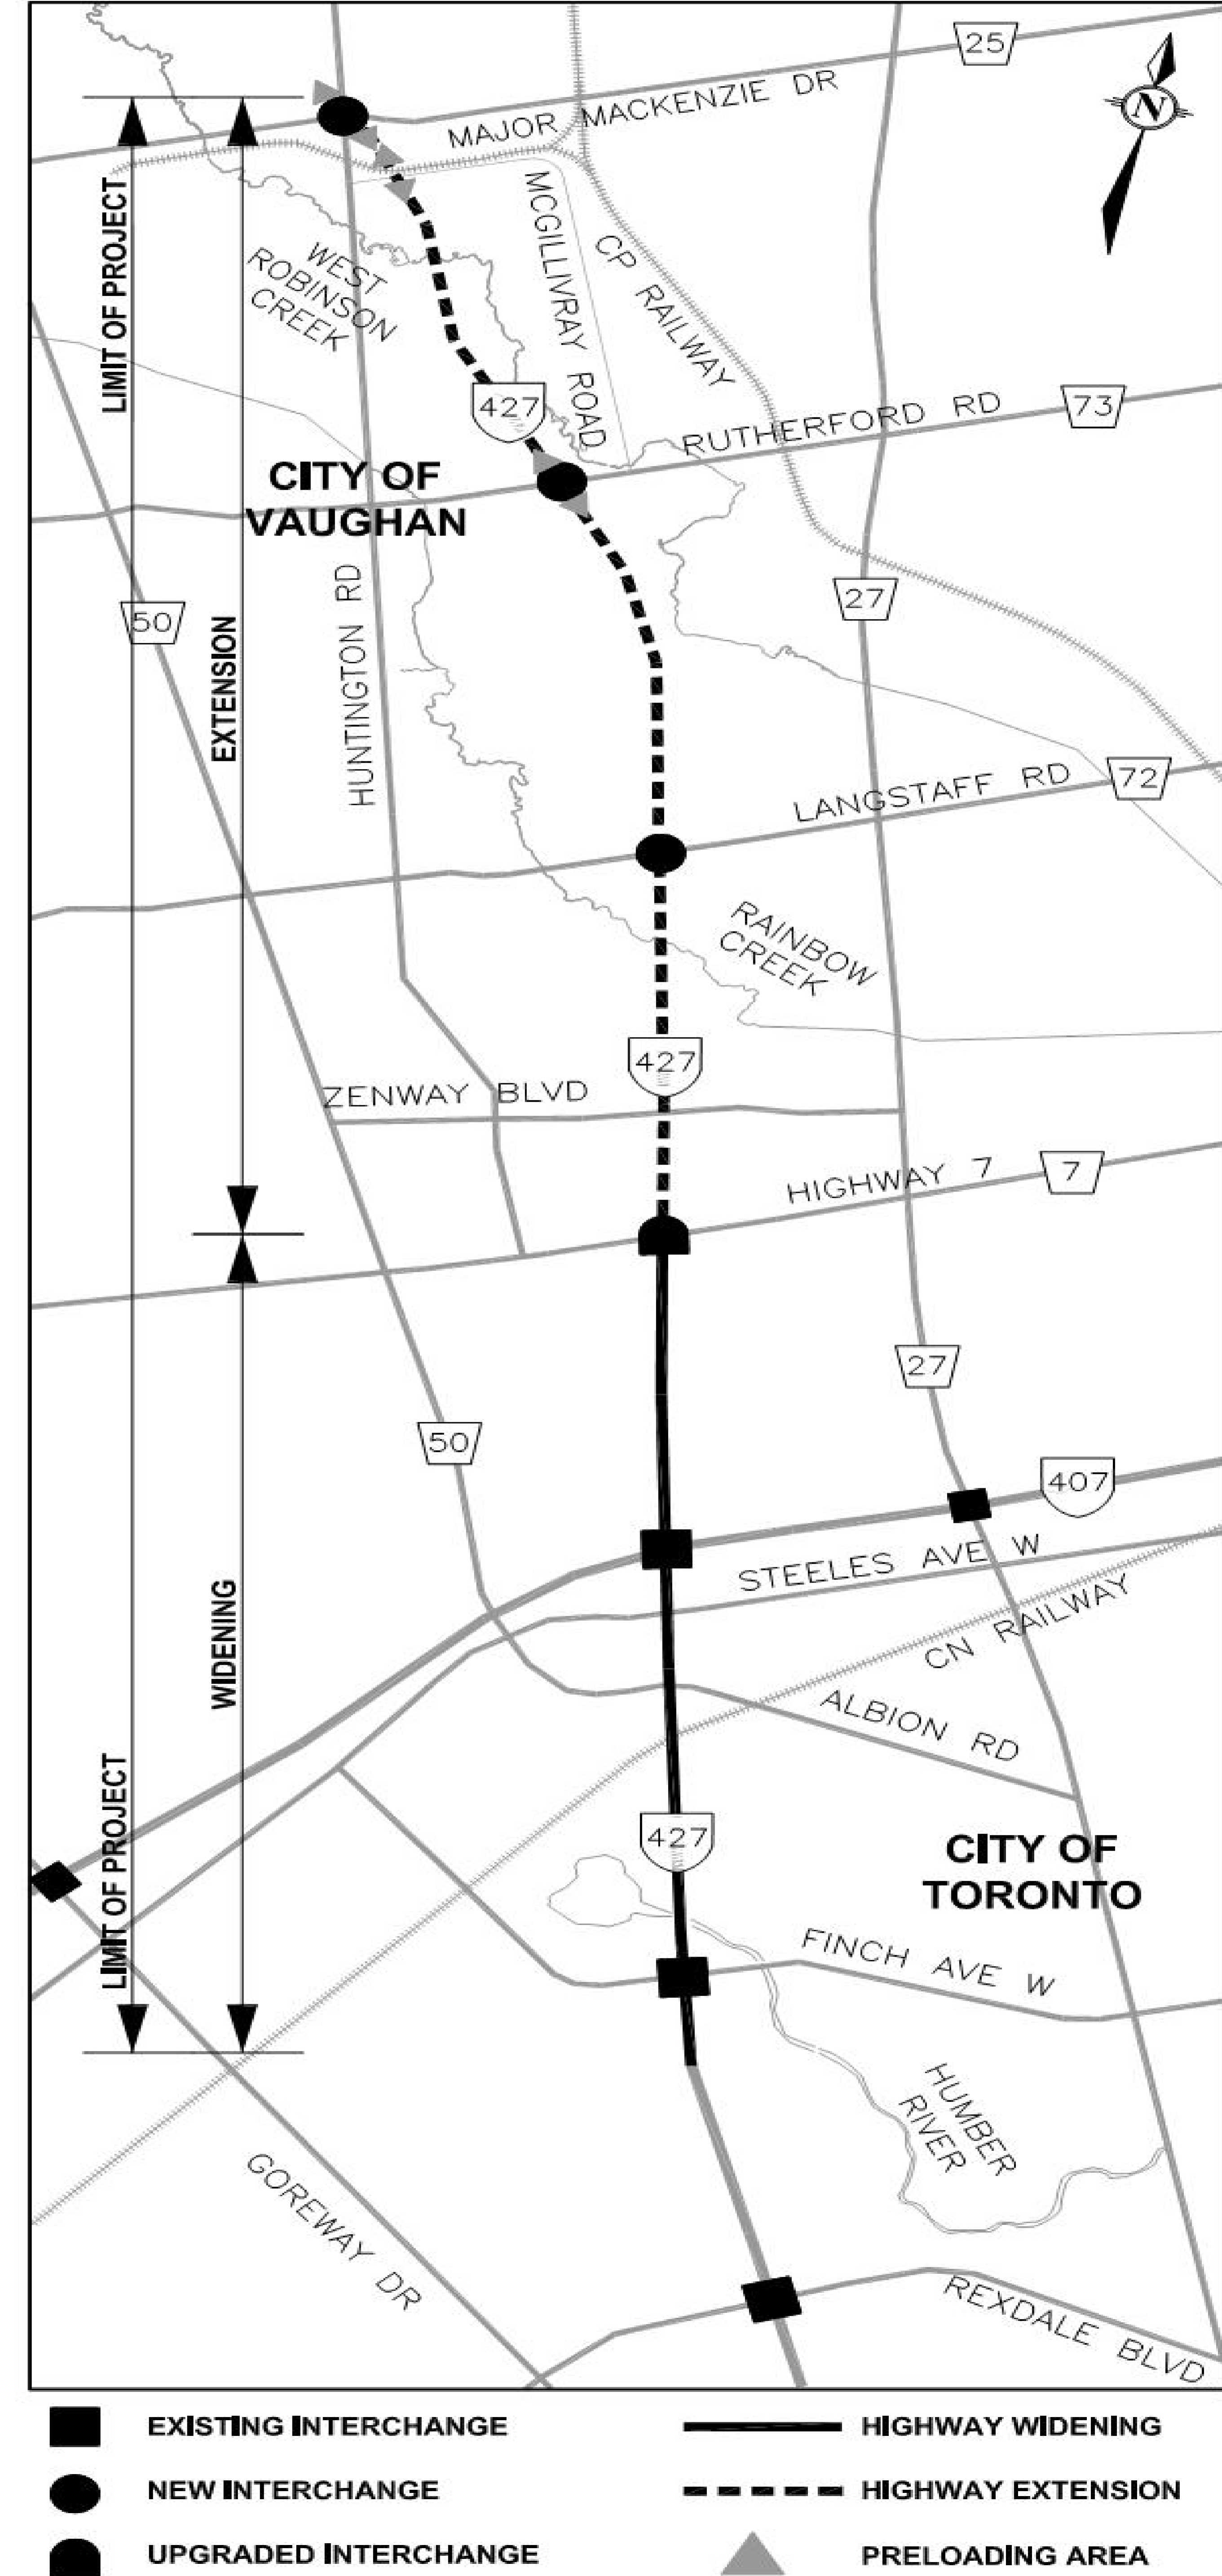 25
MAJOR MACKENZIE DR
N
LIMIT OF PROJECT
MCGILLIVRAY ROAD
CP RAILWAY
WEST
ROBINSON
CREEK
427
73
RUTHERFORD RD
CITY OF
VAUGHAN
50
HUNTINGTON RD
27
EXTENSION
72
LANGSTAFF RD
RAINBOW
CREEK
427
ZENWAY BLVD
HIGHWAY 7
7
27
50
407
STEELES AVE W
CN RAILWAY
WIDENING
ALBION RD
LIMIT OF PROJECT
427
CITY OF
TORONTO
FINCH AVE W
HUMBER
RIVER
GOREWAY DR
REXDALE BLVD
EXISTING INTERCHANGE
HIGHWAY WIDENING
NEW INTERCHANGE
HIGHWAY EXTENSION
UPGRADED INTERCHANGE
PRELOADING AREA